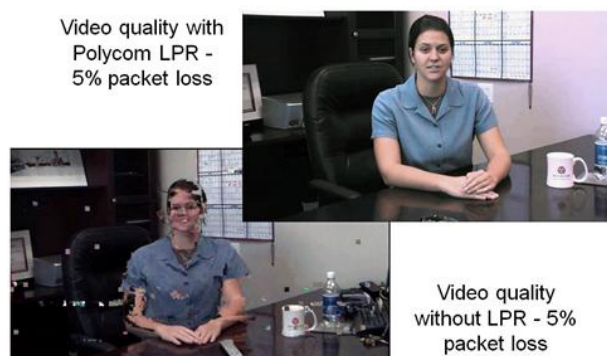 Video quality with
Polycom LPR -
5% packet loss
Video quality
without LPR - 5%
packet loss